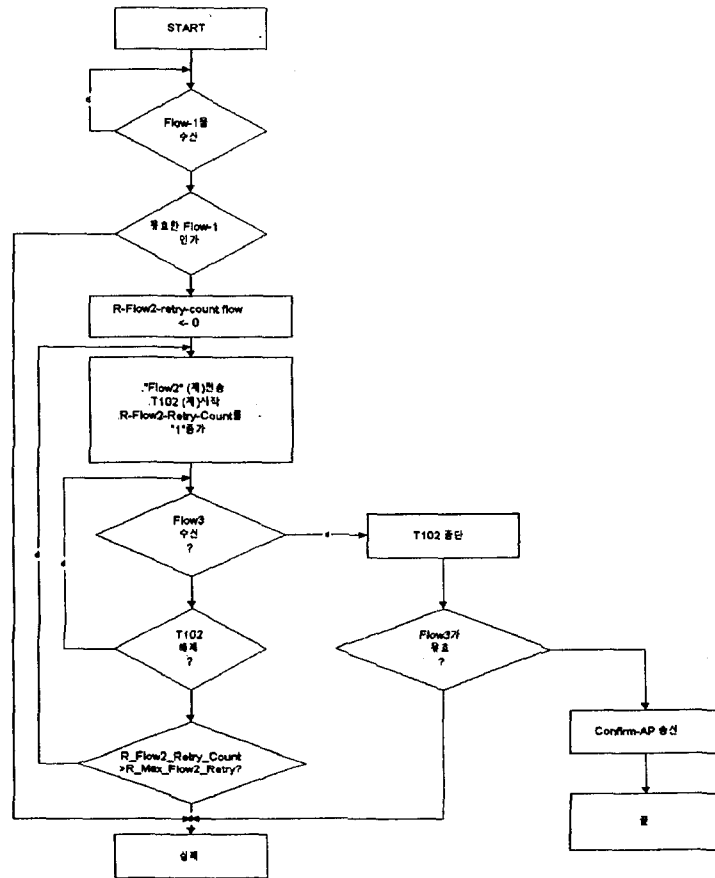 START
Flow-1을
수신
유효한 Flow-1
인가
R-Flow2-retry-count flow
<- 0
."Flow2" (재)전송
.T102 (재)시작
.R-Flow2-Retry-Count를
"1"증가
Flow3
수신
?
T102 중단
T102
해제
?
Flow3가
유효
?
R_Flow2_Retry_Count
>R_Max_Flow2_Retry?
Confirm-AP 송신
끝
실패